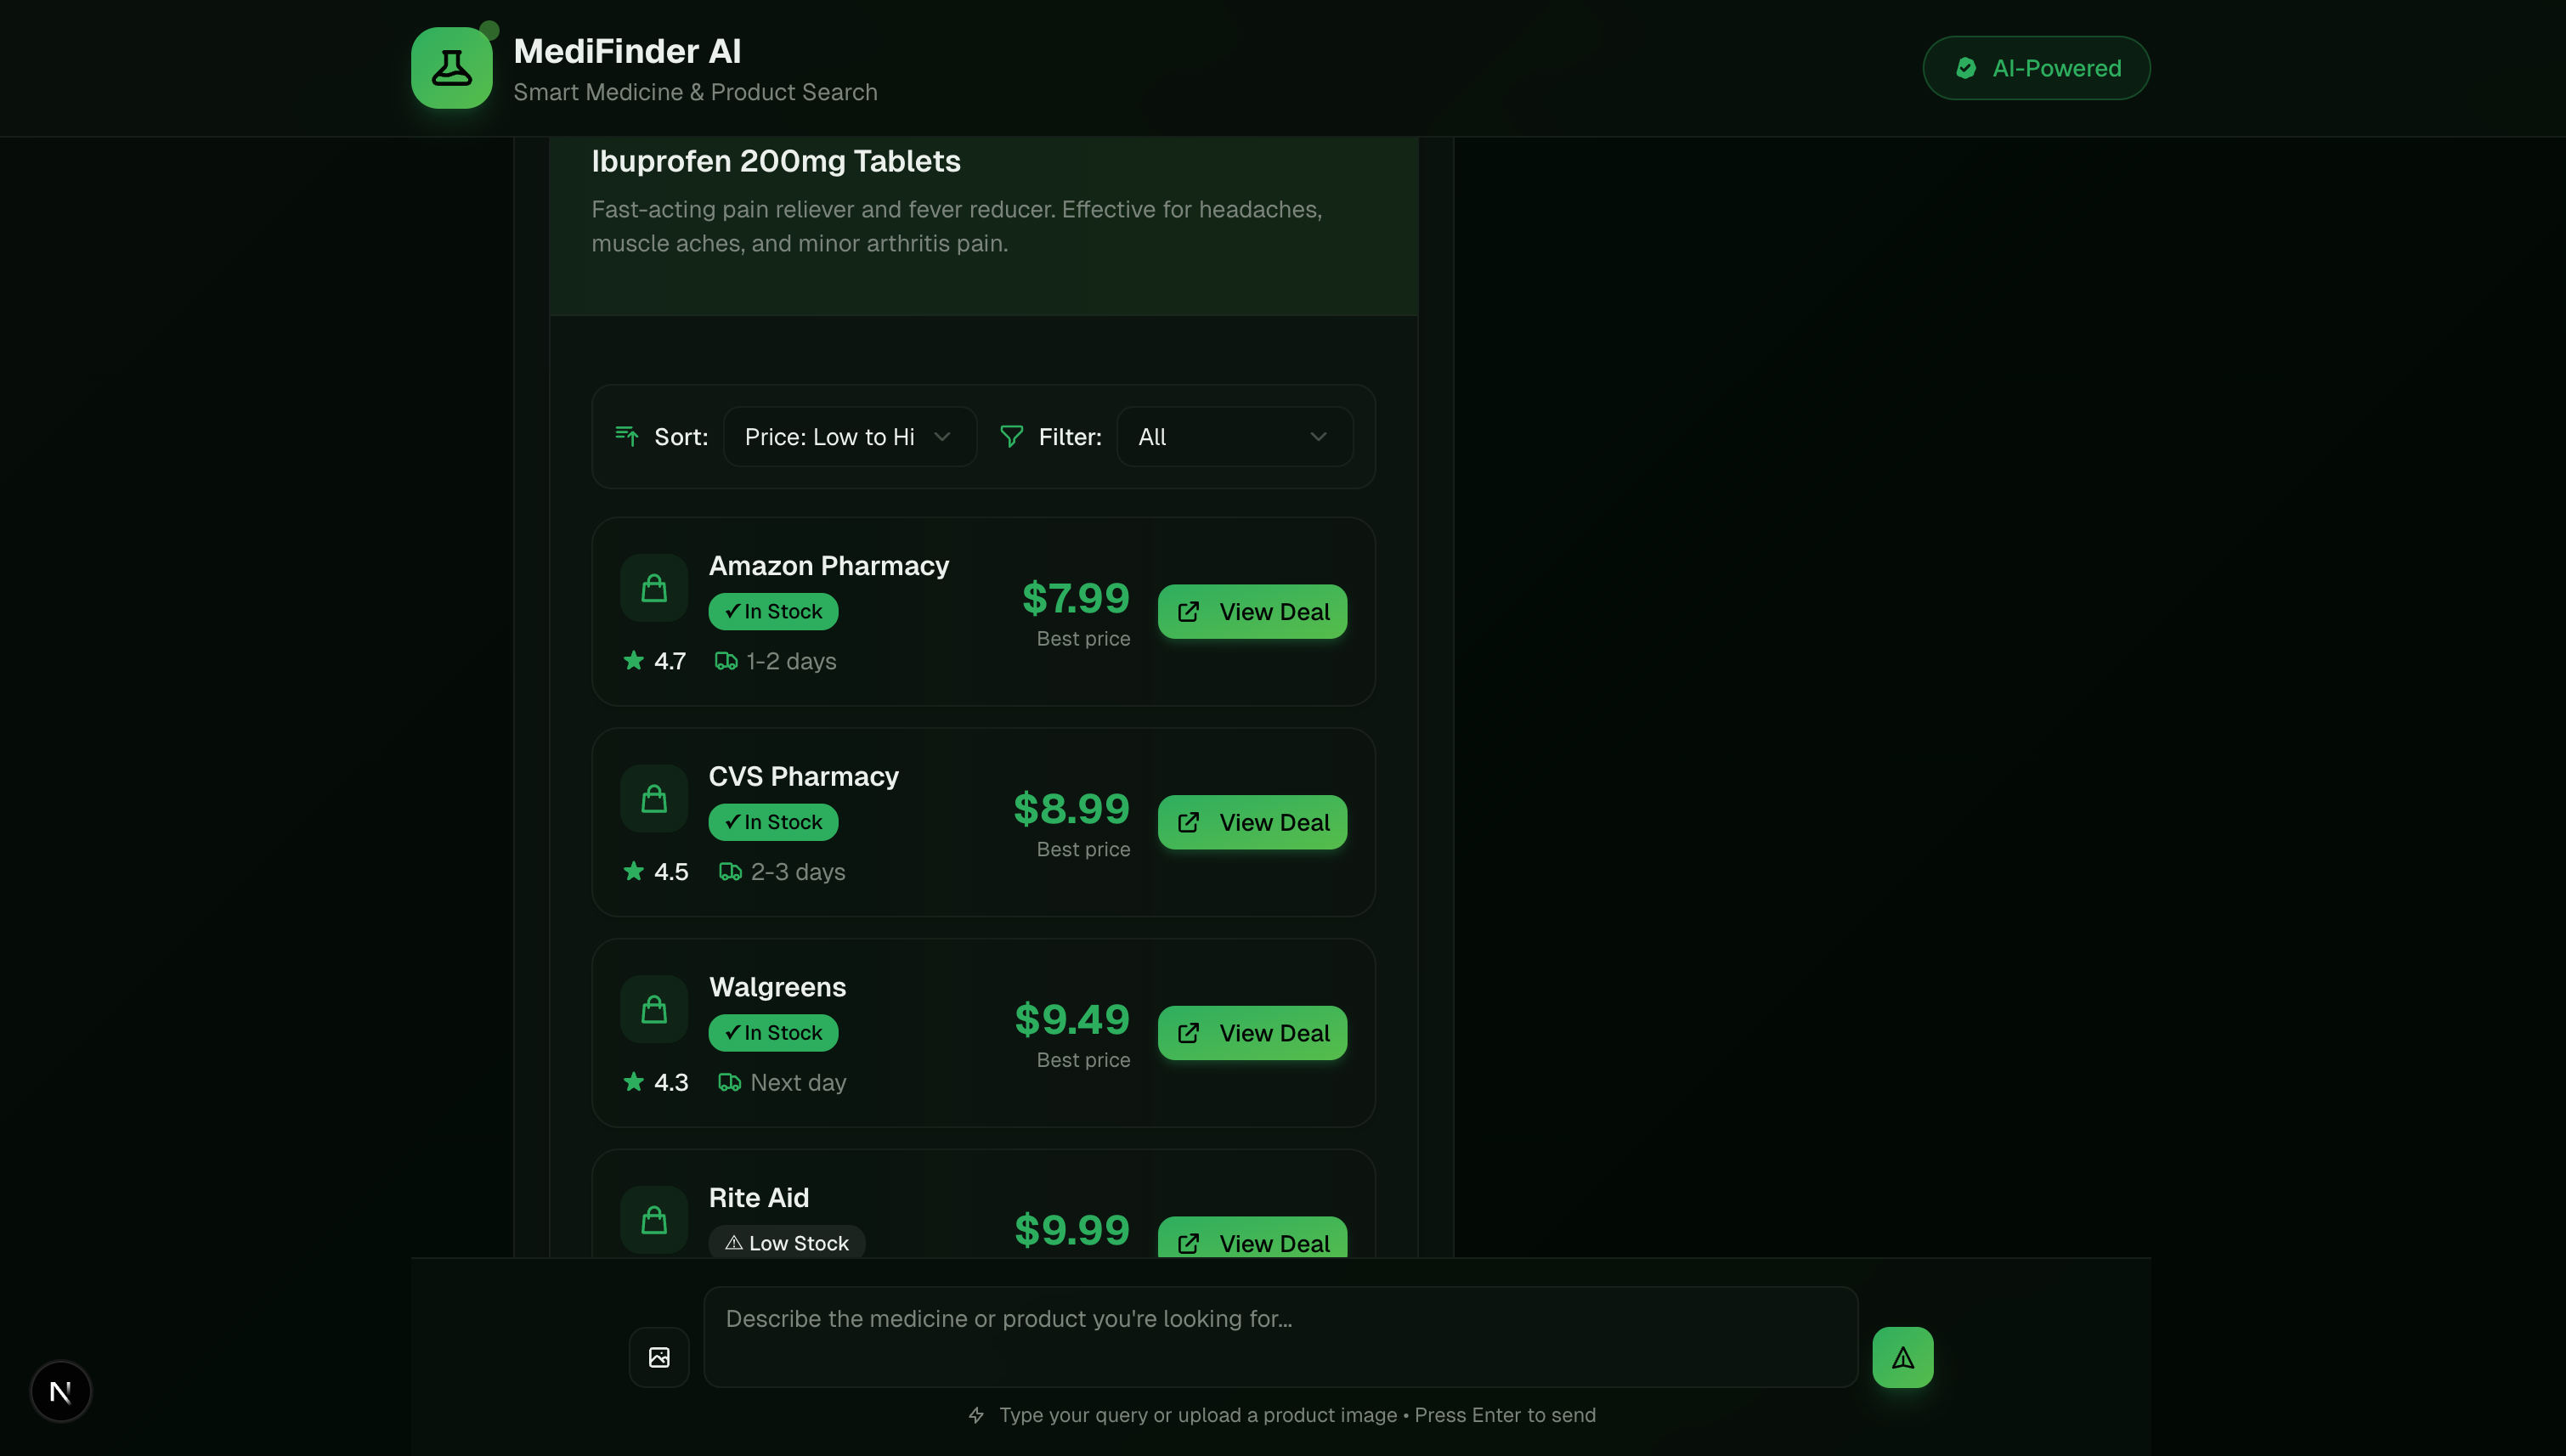 MediFinder AI
Smart Medicine & Product Search
AI-Powered
Ibuprofen 200mg Tablets
Fast-acting pain reliever and fever reducer. Effective for headaches,
muscle aches, and minor arthritis pain.
Sort: Price: Low to Hi Filter: All
Amazon Pharmacy
✓ In Stock
4.7 1-2 days
$7.99
Best price
View Deal
CVS Pharmacy
✓ In Stock
4.5 2-3 days
$8.99
Best price
View Deal
Walgreens
✓ In Stock
4.3 Next day
$9.49
Best price
View Deal
Rite Aid
⚠ Low Stock
$9.99
View Deal
Describe the medicine or product you're looking for...
Type your query or upload a product image • Press Enter to send
N